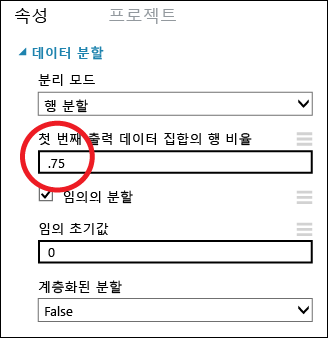 속성 프로젝트
데이터 분할
분리 모드
행 분할
첫 번째 출력 데이터 집합의 행 비율
.75
임의의 분할
임의 초기값
0
계층화된 분할
False